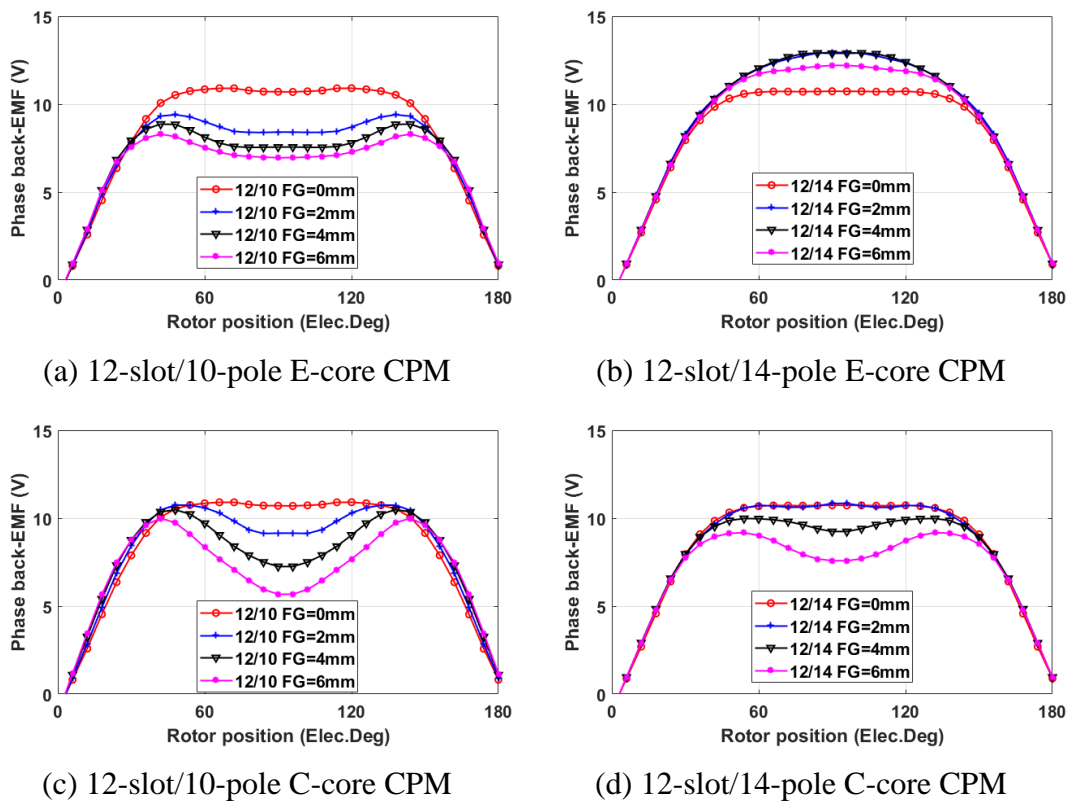 15
10
5
0
Phase back-EMF (V)
12/10 FG=0mm
12/10 FG=2mm
12/10 FG=4mm
12/10 FG=6mm
0 60 120 180
Rotor position (Elec.Deg)
(a) 12-slot/10-pole E-core CPM
15
10
5
0
Phase back-EMF (V)
12/14 FG=0mm
12/14 FG=2mm
12/14 FG=4mm
12/14 FG=6mm
0 60 120 180
Rotor position (Elec.Deg)
(b) 12-slot/14-pole E-core CPM
15
10
5
0
Phase back-EMF (V)
12/10 FG=0mm
12/10 FG=2mm
12/10 FG=4mm
12/10 FG=6mm
0 60 120 180
Rotor position (Elec.Deg)
(c) 12-slot/10-pole C-core CPM
15
10
5
0
Phase back-EMF (V)
12/14 FG=0mm
12/14 FG=2mm
12/14 FG=4mm
12/14 FG=6mm
0 60 120 180
Rotor position (Elec.Deg)
(d) 12-slot/14-pole C-core CPM